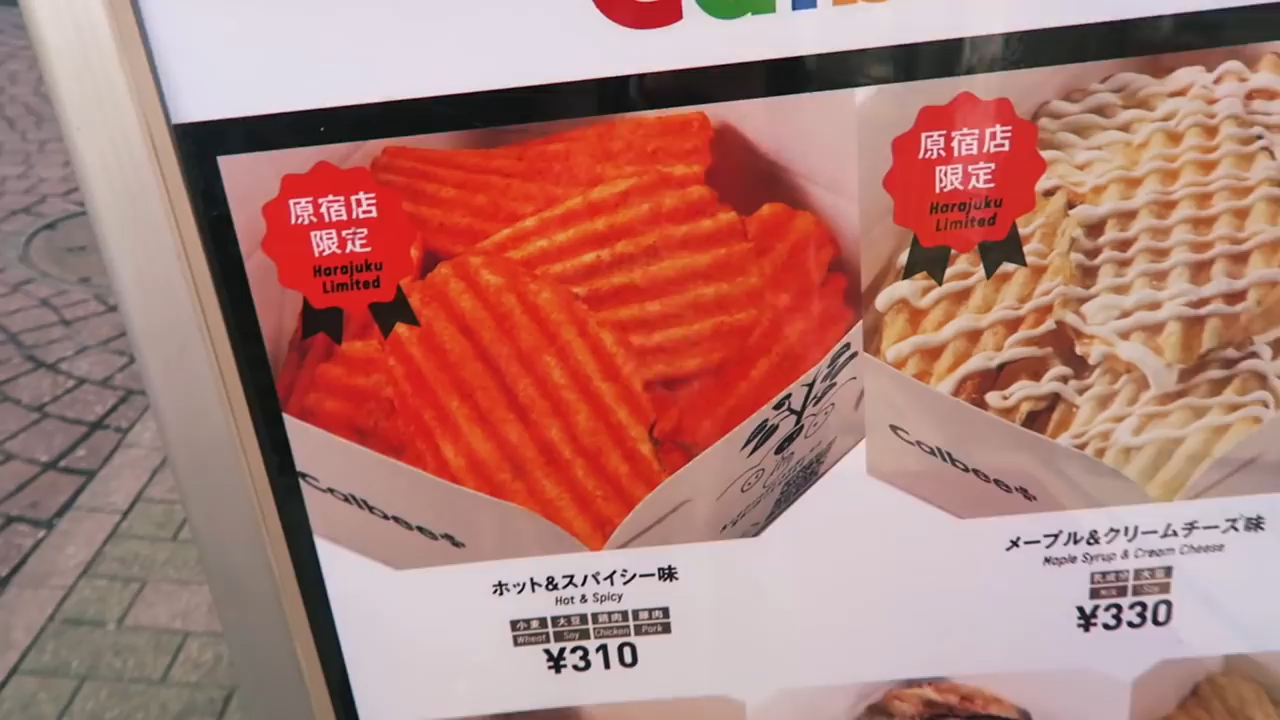 原宿店
限定
Harajuku
Limited
Calbee
ホット&スパイシー味
Hot & Spicy
小麦 大豆 鶏肉 豚肉
Wheat Soy Chicken Pork
¥310
原宿店
限定
Harajuku
Limited
Calbee
メープル&クリームチーズ味
Maple Syrup & Cream Cheese
乳成分 大豆
Milk Soy
¥330